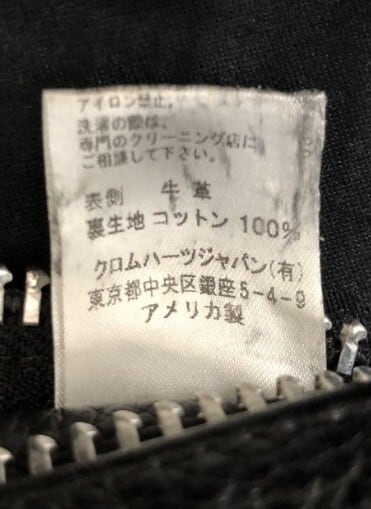 アイロン禁止。
洗濯の際は、
専門のクリーニング店に
ご相談して下さい。
表側 牛革
裏生地 コットン 100%
クロムハーツジャパン(有)
東京都中央区銀座5-4-9
アメリカ製